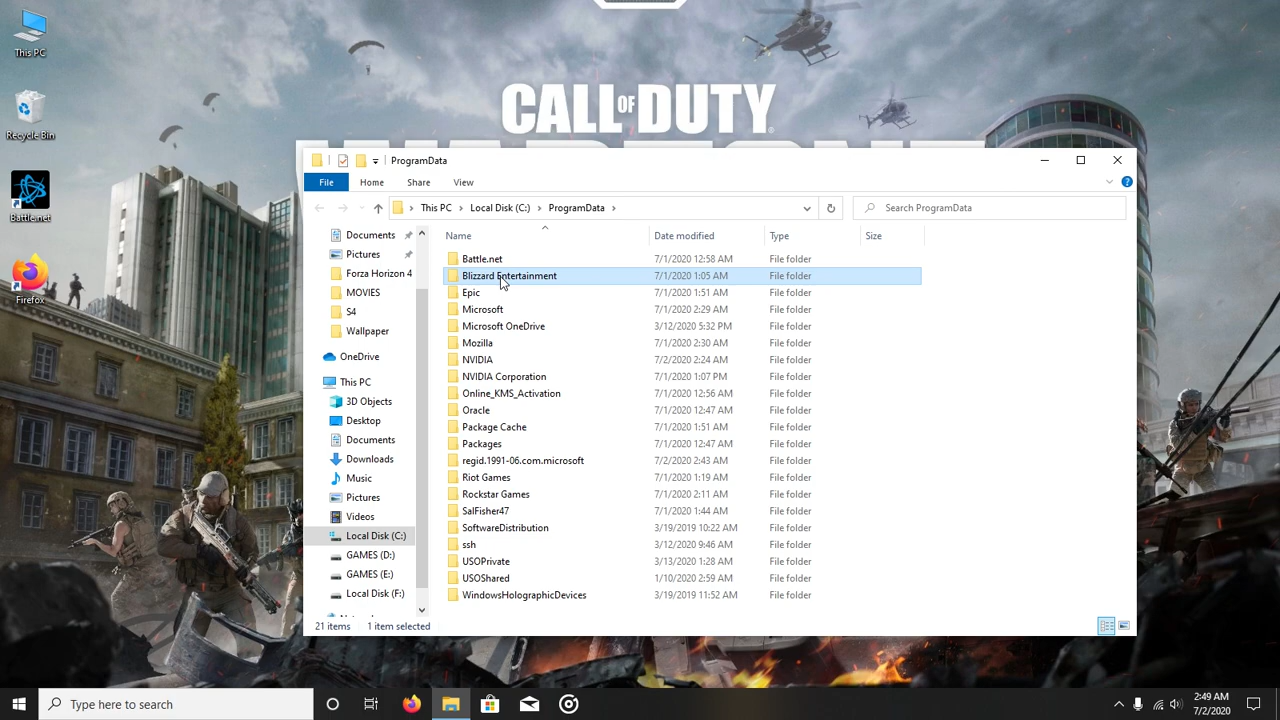 This PC
Recycle Bin
Battle.net
Firefox
CALL OF DUTY
ProgramData
File Home Share View
This PC Local Disk (C:) ProgramData
Search ProgramData
Documents
Pictures
Forza Horizon 4
MOVIES
S4
Wallpaper
OneDrive
This PC
3D Objects
Desktop
Documents
Downloads
Music
Pictures
Videos
Local Disk (C:)
GAMES (D:)
GAMES (E:)
Local Disk (F:)
Name Date modified Type Size
Battle.net 7/1/2020 12:58 AM File folder
Blizzard Entertainment 7/1/2020 1:05 AM File folder
Epic 7/1/2020 1:51 AM File folder
Microsoft 7/1/2020 2:29 AM File folder
Microsoft OneDrive 3/12/2020 5:32 PM File folder
Mozilla 7/1/2020 2:30 AM File folder
NVIDIA 7/2/2020 2:24 AM File folder
NVIDIA Corporation 7/1/2020 1:07 PM File folder
Online_KMS_Activation 7/1/2020 12:56 AM File folder
Oracle 7/1/2020 12:47 AM File folder
Package Cache 7/1/2020 1:51 AM File folder
Packages 7/1/2020 12:47 AM File folder
regid.1991-06.com.microsoft 7/2/2020 2:43 AM File folder
Riot Games 7/1/2020 1:19 AM File folder
Rockstar Games 7/1/2020 2:11 AM File folder
SalFisher47 7/1/2020 1:44 AM File folder
SoftwareDistribution 3/19/2019 10:22 AM File folder
ssh 3/12/2020 9:46 AM File folder
USOPrivate 3/13/2020 1:28 AM File folder
USOShared 1/10/2020 2:59 AM File folder
WindowsHolographicDevices 3/19/2019 11:52 AM File folder
21 items 1 item selected
Type here to search
2:49 AM
7/2/2020